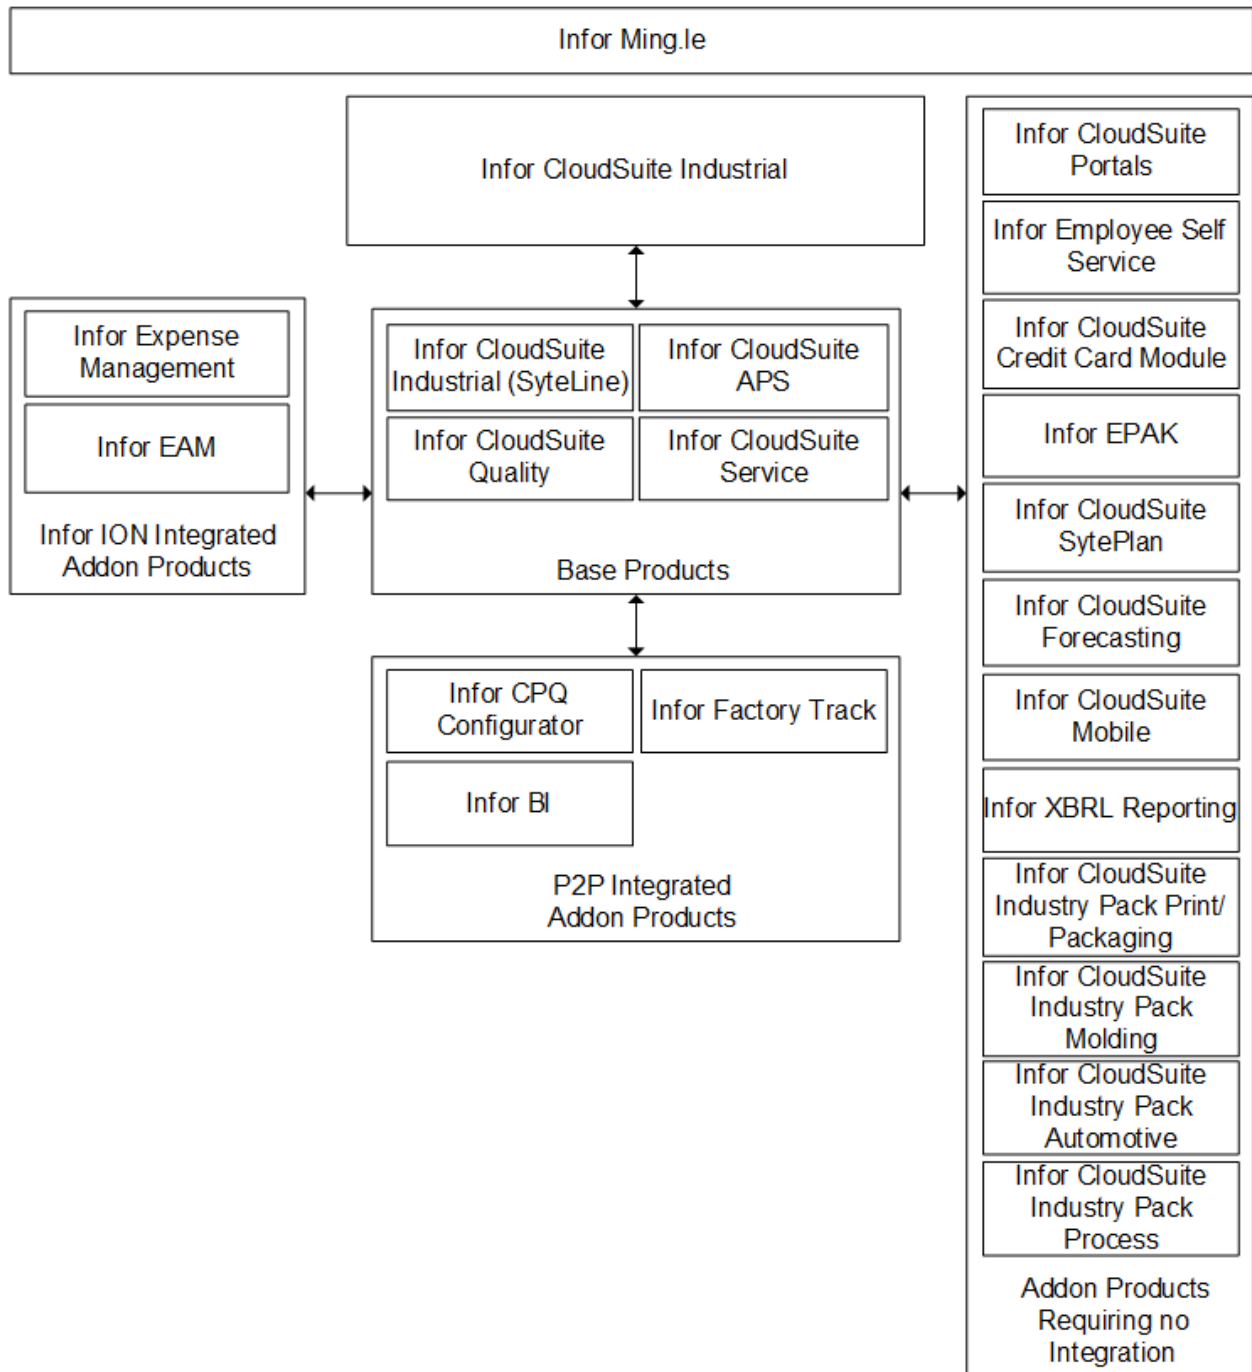 Infor Ming.le
Infor CloudSuite Industrial
Infor Expense
Management
Infor EAM
Infor ION Integrated
Addon Products
Infor CloudSuite
Industrial (SyteLine)
Infor CloudSuite
APS
Infor CloudSuite
Quality
Infor CloudSuite
Service
Base Products
Infor CPQ
Configurator
Infor Factory Track
Infor BI
P2P Integrated
Addon Products
Infor CloudSuite
Portals
Infor Employee Self
Service
Infor CloudSuite
Credit Card Module
Infor EPAK
Infor CloudSuite
SytePlan
Infor CloudSuite
Forecasting
Infor CloudSuite
Mobile
Infor XBRL Reporting
Infor CloudSuite
Industry Pack Print/
Packaging
Infor CloudSuite
Industry Pack
Molding
Infor CloudSuite
Industry Pack
Automotive
Infor CloudSuite
Industry Pack
Process
Addon Products
Requiring no
Integration